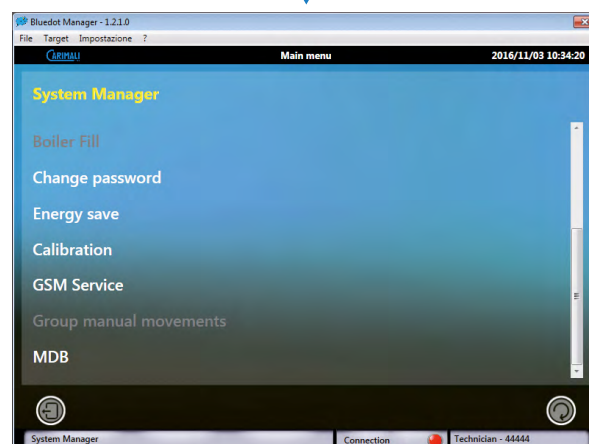 Bluedot Manager - 1.2.1.0
File Target Impostazione ?
CARIMALI Main menu 2016/11/03 10:34:20
System Manager
Boiler Fill
Change password
Energy save
Calibration
GSM Service
Group manual movements
MDB
System Manager Connection Technician - 44444